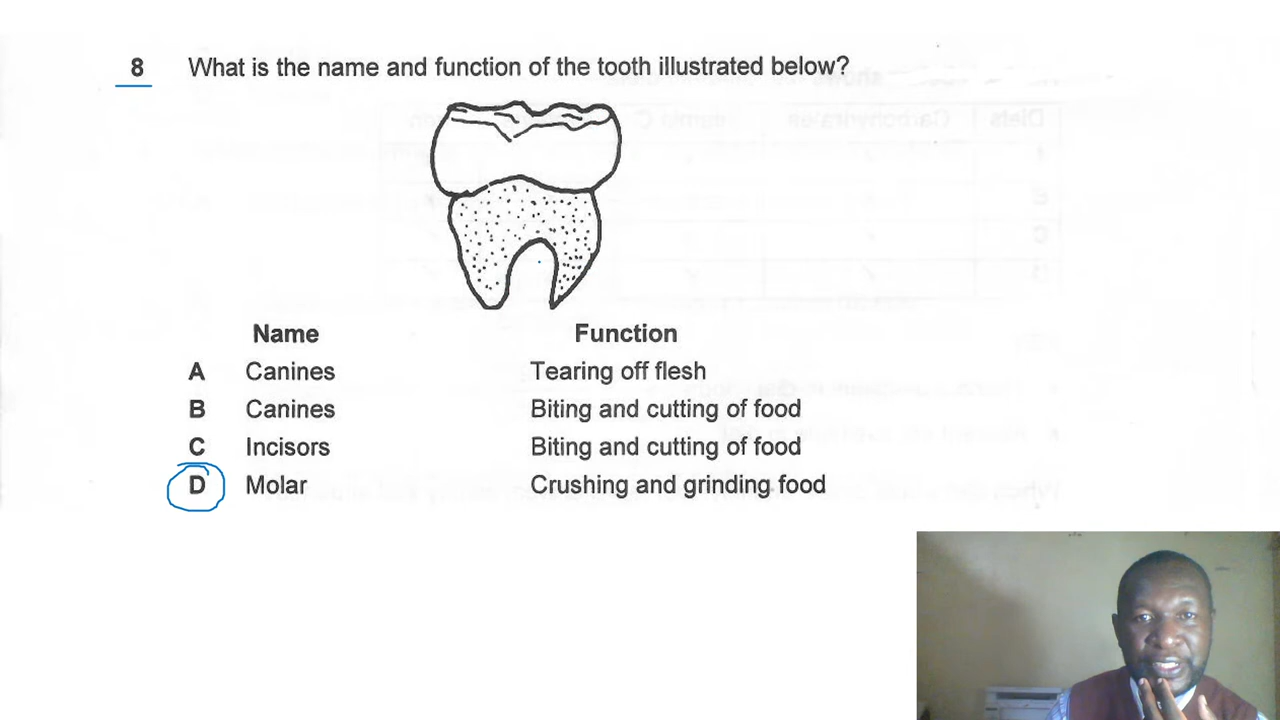 8 What is the name and function of the tooth illustrated below?
Name Function
A Canines Tearing off flesh
B Canines Biting and cutting of food
C Incisors Biting and cutting of food
D Molar Crushing and grinding food